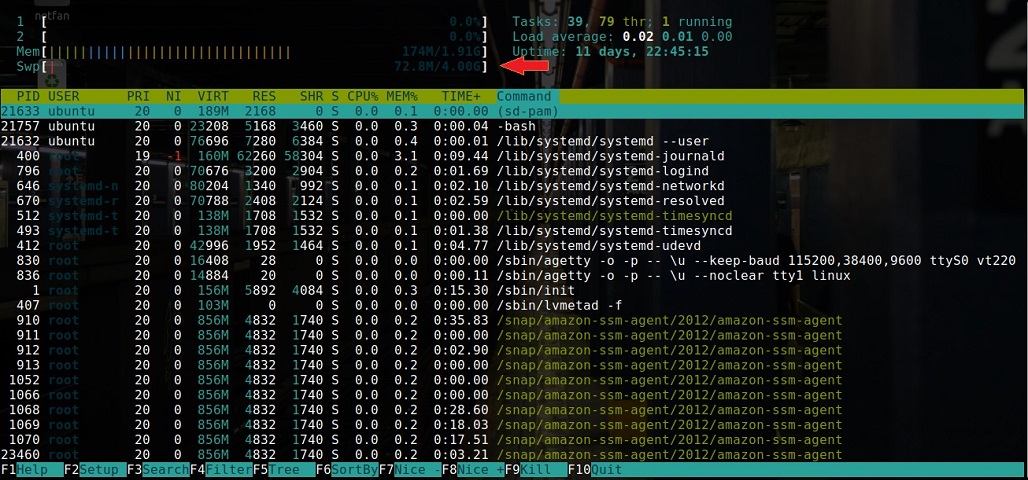 netfan
1 [ 0.0%] Tasks: 39, 79 thr; 1 running
2 [ 0.0%] Load average: 0.02 0.01 0.00
Mem[||||||||||||||||||||||||||||||| 174M/1.91G] Uptime: 11 days, 22:45:15
Swp[| 72.8M/4.00G]
PID USER PRI NI VIRT RES SHR S CPU% MEM% TIME+ Command
21633 ubuntu 20 0 189M 2168 0 S 0.0 0.1 0:00.00 (sd-pam)
21757 ubuntu 20 0 23208 5168 3460 S 0.0 0.3 0:00.04 -bash
21632 ubuntu 20 0 76696 7280 6384 S 0.0 0.4 0:00.01 /lib/systemd/systemd --user
400 root 19 -1 160M 62260 58304 S 0.0 3.1 0:09.44 /lib/systemd/systemd-journald
796 root 20 0 70676 3200 2904 S 0.0 0.2 0:01.69 /lib/systemd/systemd-logind
646 systemd-n 20 0 80204 1340 992 S 0.0 0.1 0:02.10 /lib/systemd/systemd-networkd
670 systemd-r 20 0 70788 2408 2124 S 0.0 0.1 0:02.59 /lib/systemd/systemd-resolved
512 systemd-t 20 0 138M 1708 1532 S 0.0 0.1 0:00.00 /lib/systemd/systemd-timesyncd
493 systemd-t 20 0 138M 1708 1532 S 0.0 0.1 0:01.38 /lib/systemd/systemd-timesyncd
412 root 20 0 42996 1952 1464 S 0.0 0.1 0:04.77 /lib/systemd/systemd-udevd
830 root 20 0 16408 28 0 S 0.0 0.0 0:00.00 /sbin/agetty -o -p -- \u --keep-baud 115200,38400,9600 ttyS0 vt220
836 root 20 0 14884 20 0 S 0.0 0.0 0:00.11 /sbin/agetty -o -p -- \u --noclear tty1 linux
1 root 20 0 156M 5892 4084 S 0.0 0.3 0:15.30 /sbin/init
407 root 20 0 103M 0 0 S 0.0 0.0 0:00.00 /sbin/lvmetad -f
910 root 20 0 856M 4832 1740 S 0.0 0.2 0:35.83 /snap/amazon-ssm-agent/2012/amazon-ssm-agent
911 root 20 0 856M 4832 1740 S 0.0 0.2 0:00.00 /snap/amazon-ssm-agent/2012/amazon-ssm-agent
912 root 20 0 856M 4832 1740 S 0.0 0.2 0:02.90 /snap/amazon-ssm-agent/2012/amazon-ssm-agent
913 root 20 0 856M 4832 1740 S 0.0 0.2 0:00.00 /snap/amazon-ssm-agent/2012/amazon-ssm-agent
1052 root 20 0 856M 4832 1740 S 0.0 0.2 0:00.00 /snap/amazon-ssm-agent/2012/amazon-ssm-agent
1066 root 20 0 856M 4832 1740 S 0.0 0.2 0:00.00 /snap/amazon-ssm-agent/2012/amazon-ssm-agent
1068 root 20 0 856M 4832 1740 S 0.0 0.2 0:28.60 /snap/amazon-ssm-agent/2012/amazon-ssm-agent
1069 root 20 0 856M 4832 1740 S 0.0 0.2 0:18.03 /snap/amazon-ssm-agent/2012/amazon-ssm-agent
1070 root 20 0 856M 4832 1740 S 0.0 0.2 0:17.51 /snap/amazon-ssm-agent/2012/amazon-ssm-agent
23460 root 20 0 856M 4832 1740 S 0.0 0.2 0:03.21 /snap/amazon-ssm-agent/2012/amazon-ssm-agent
F1Help F2Setup F3SearchF4FilterF5Tree F6SortByF7Nice -F8Nice +F9Kill F10Quit